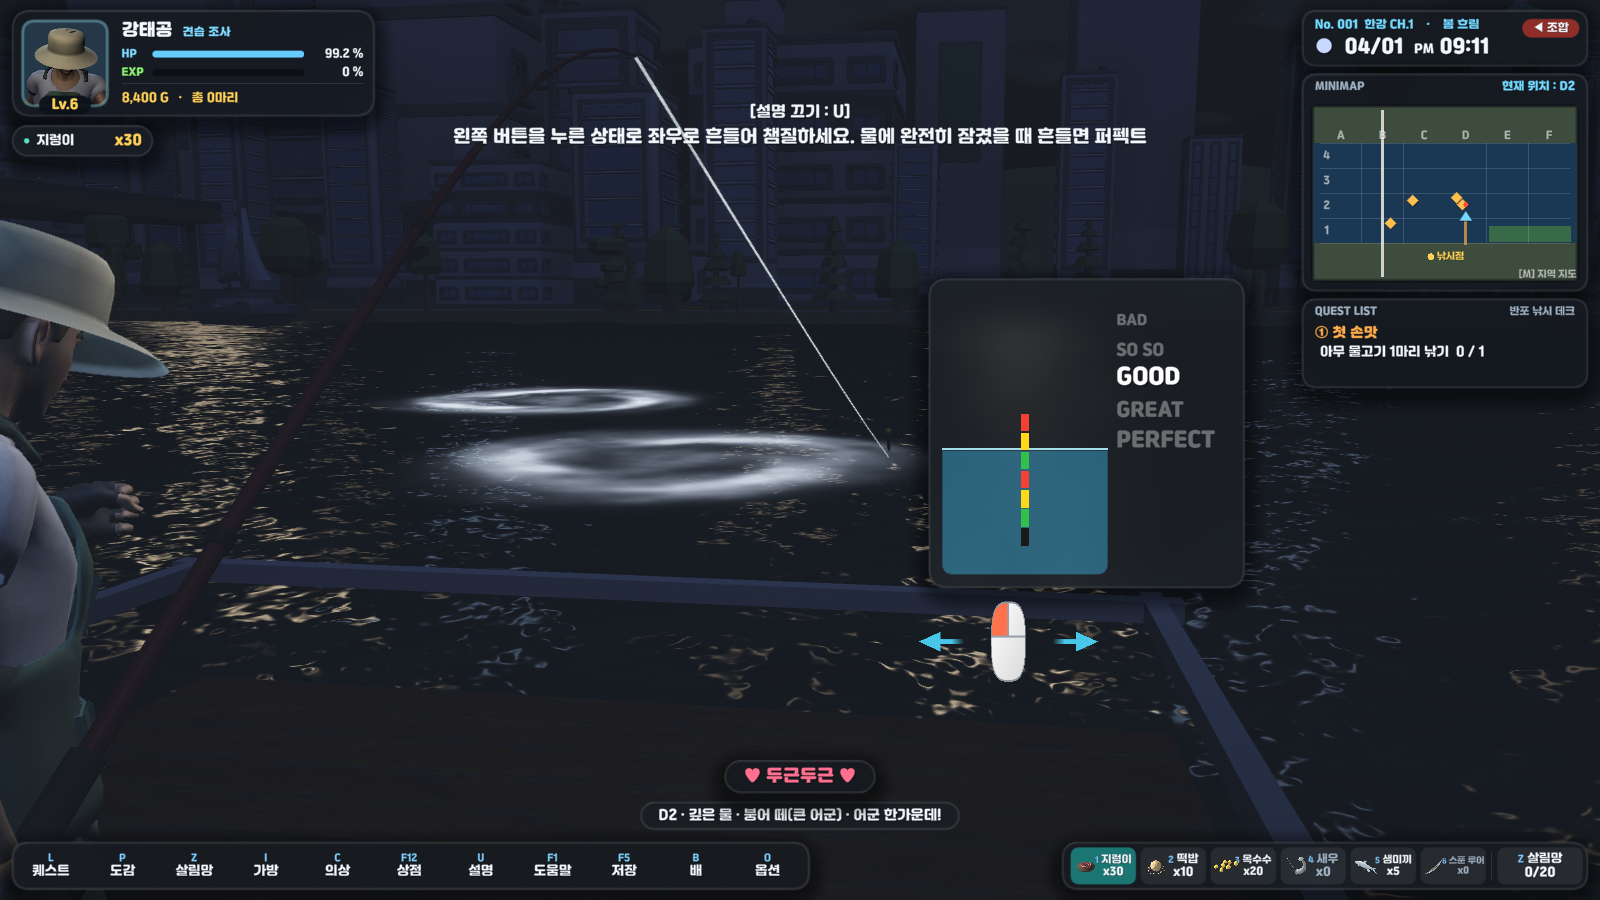 강태공 견습 조사
HP 99.2 %
EXP 0 %
Lv.6
8,400 G · 총 0마리
지렁이 x30
[설명 끄기 : U]
왼쪽 버튼을 누른 상태로 좌우로 흔들어 챔질하세요. 물에 완전히 잠겼을 때 흔들면 퍼펙트
No. 001 한강 CH.1 · 봄 흐림
◀ 조합
04/01 PM 09:11
MINIMAP 현재 위치 : D2
A B C D E F
4
3
2
1
낚시점
[M] 지역 지도
QUEST LIST 반포 낚시 데크
① 첫 손맛
아무 물고기 1마리 낚기 0 / 1
BAD
SO SO
GOOD
GREAT
PERFECT
♥ 두근두근 ♥
D2 · 깊은 물 · 붕어 떼(큰 어군) · 어군 한가운데!
L 퀘스트
P 도감
Z 살림망
I 가방
C 의상
F12 상점
U 설명
F1 도움말
F5 저장
B 배
O 옵션
1 지렁이 x30
2 떡밥 x10
3 옥수수 x20
4 새우 x0
5 생미끼 x5
6 스푼 루어 x0
Z 살림망 0/20